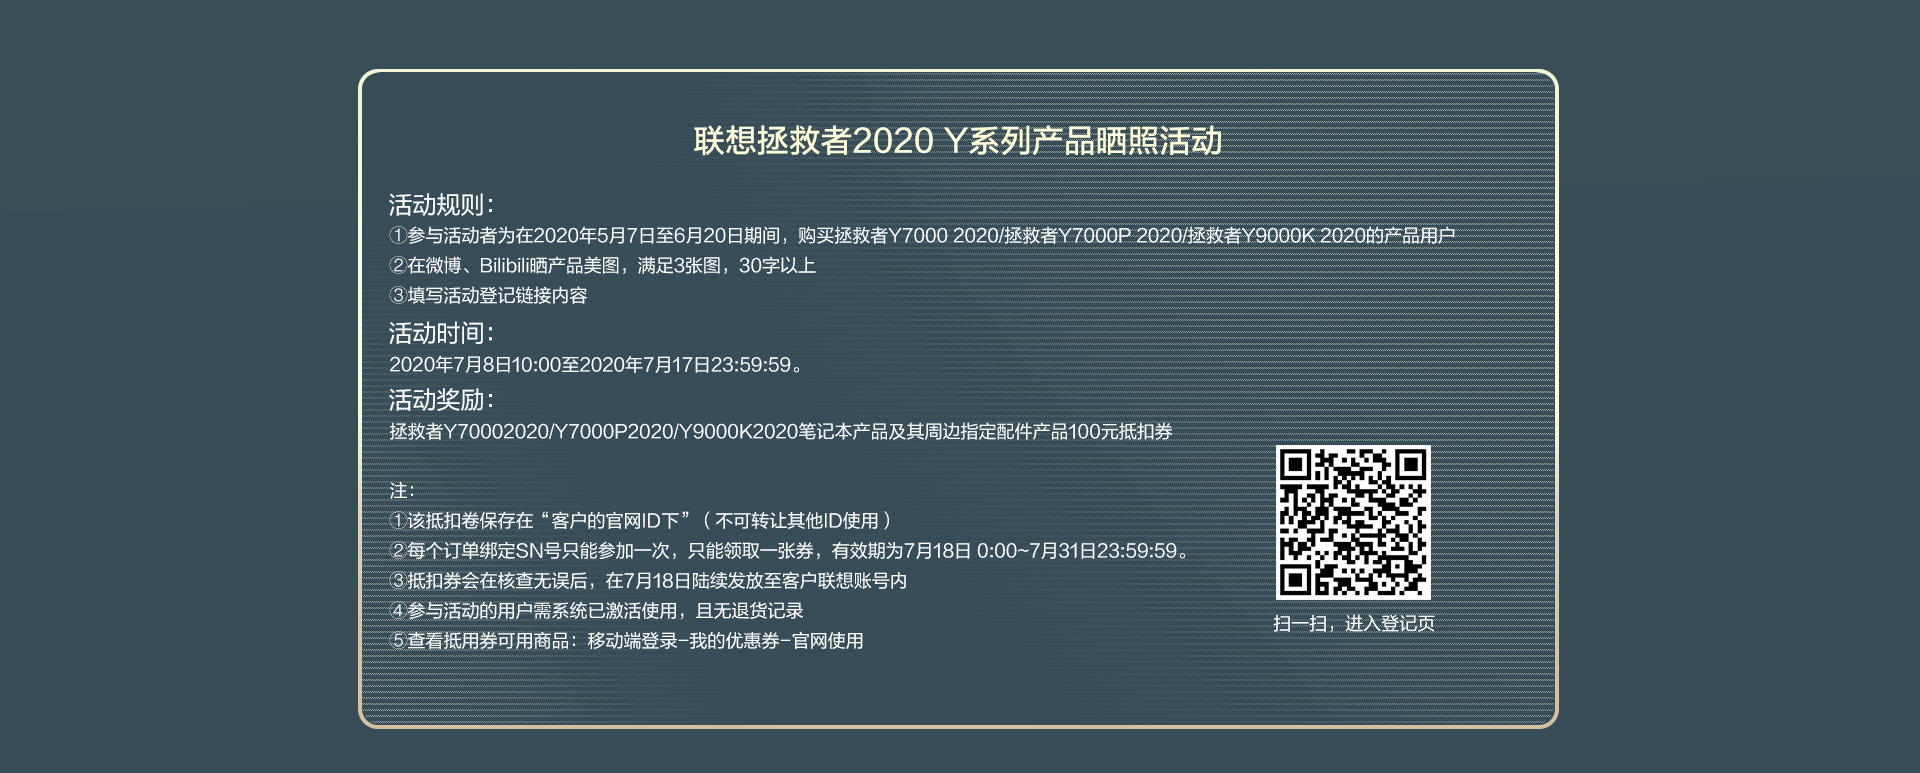 联想拯救者2020 Y系列产品晒照活动
活动规则：
①参与活动者为在2020年5月7日至6月20日期间，购买拯救者Y7000 2020/拯救者Y7000P 2020/拯救者Y9000K 2020的产品用户
②在微博、Bilibili晒产品美图，满足3张图，30字以上
③填写活动登记链接内容
活动时间：
2020年7月8日10:00至2020年7月17日23:59:59。
活动奖励：
拯救者Y70002020/Y7000P2020/Y9000K2020笔记本产品及其周边指定配件产品100元抵扣券
注：
①该抵扣卷保存在“客户的官网ID下”（不可转让其他ID使用）
②每个订单绑定SN号只能参加一次，只能领取一张券，有效期为7月18日 0:00~7月31日23:59:59。
③抵扣券会在核查无误后，在7月18日陆续发放至客户联想账号内
④参与活动的用户需系统已激活使用，且无退货记录
⑤查看抵用券可用商品：移动端登录-我的优惠券-官网使用
扫一扫，进入登记页